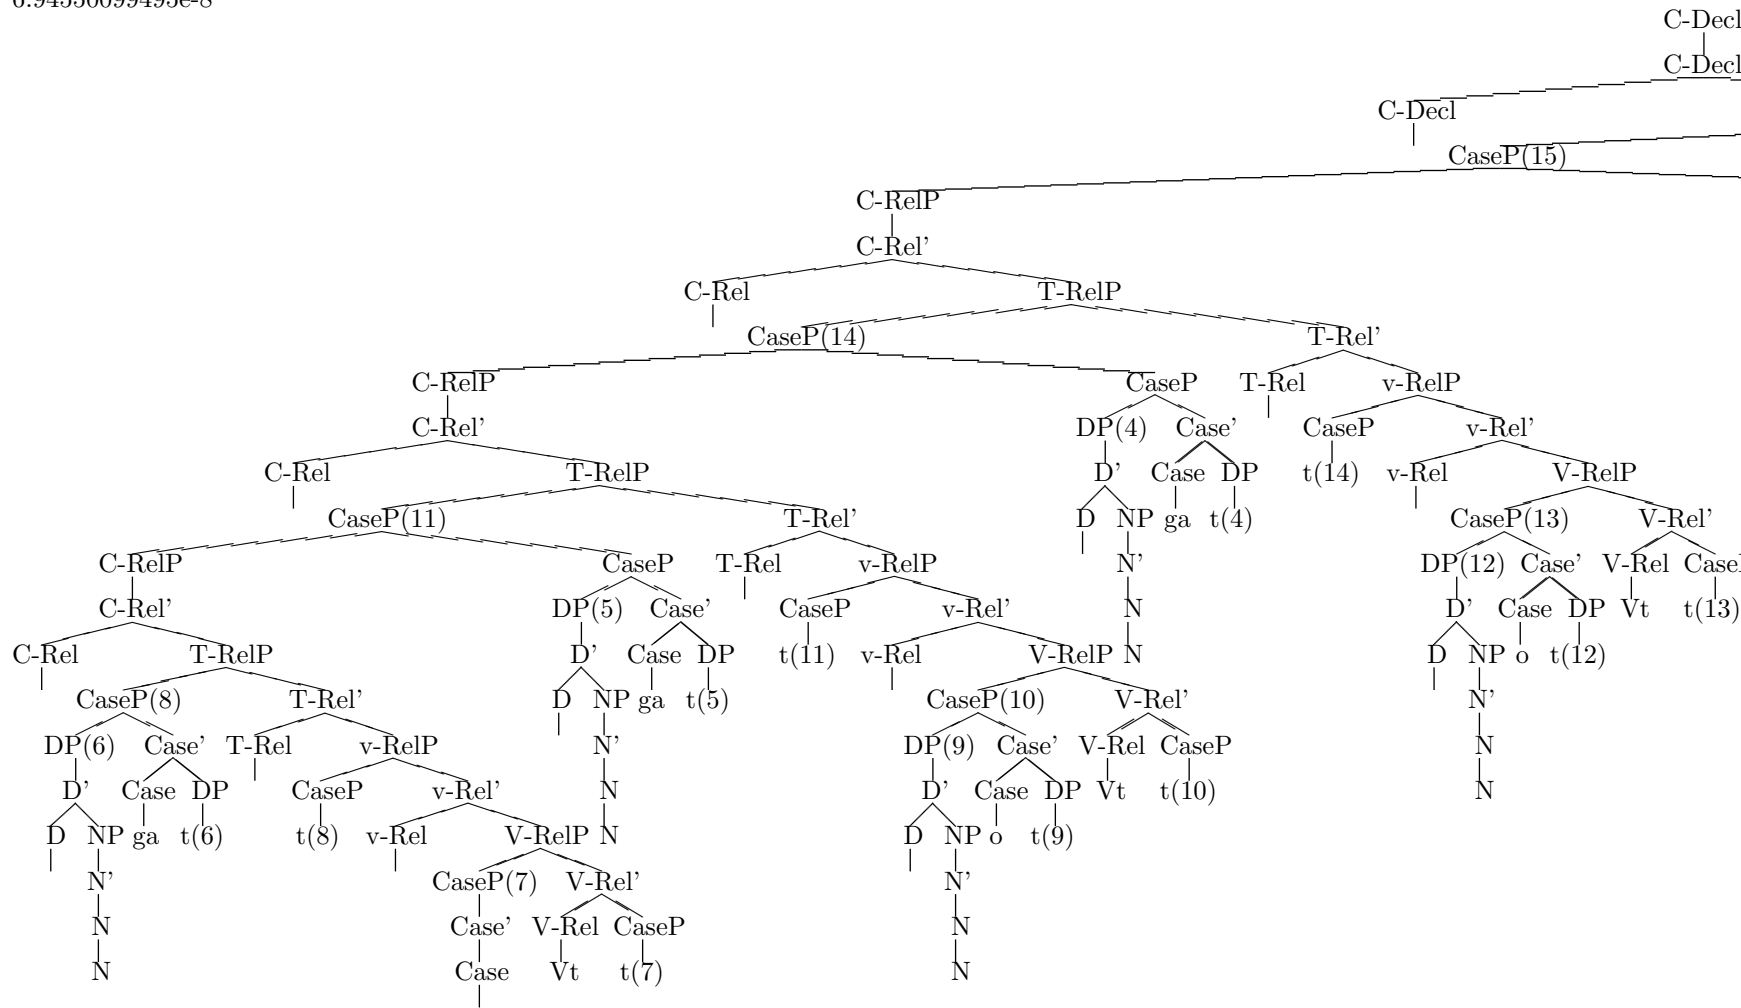 C-Decl
C-Decl
C-Decl
CaseP(15)
C-RelP
C-Rel'
C-Rel T-RelP
CaseP(14) T-Rel'
C-RelP CaseP T-Rel v-RelP
C-Rel' DP(4) Case' CaseP v-Rel'
C-Rel T-RelP D' Case DP t(14) v-Rel V-RelP
CaseP(11) T-Rel' D NP ga t(4) CaseP(13) V-Rel'
C-RelP CaseP T-Rel v-RelP N' DP(12) Case' V-Rel
C-Rel' DP(5) Case' CaseP v-Rel' N D' Case DP Vt t(13)
C-Rel T-RelP D' Case DP t(11) v-Rel V-RelP N D NP o t(12)
CaseP(8) T-Rel' D NP ga t(5) CaseP(10) V-Rel' N'
DP(6) Case' T-Rel v-RelP N' DP(9) Case' V-Rel CaseP N
D' Case DP CaseP v-Rel' N D' Case DP Vt t(10) N
D NP ga t(6) t(8) v-Rel V-RelP N D NP o t(9)
N' CaseP(7) V-Rel' N'
N Case' V-Rel CaseP N
N Case Vt t(7) N